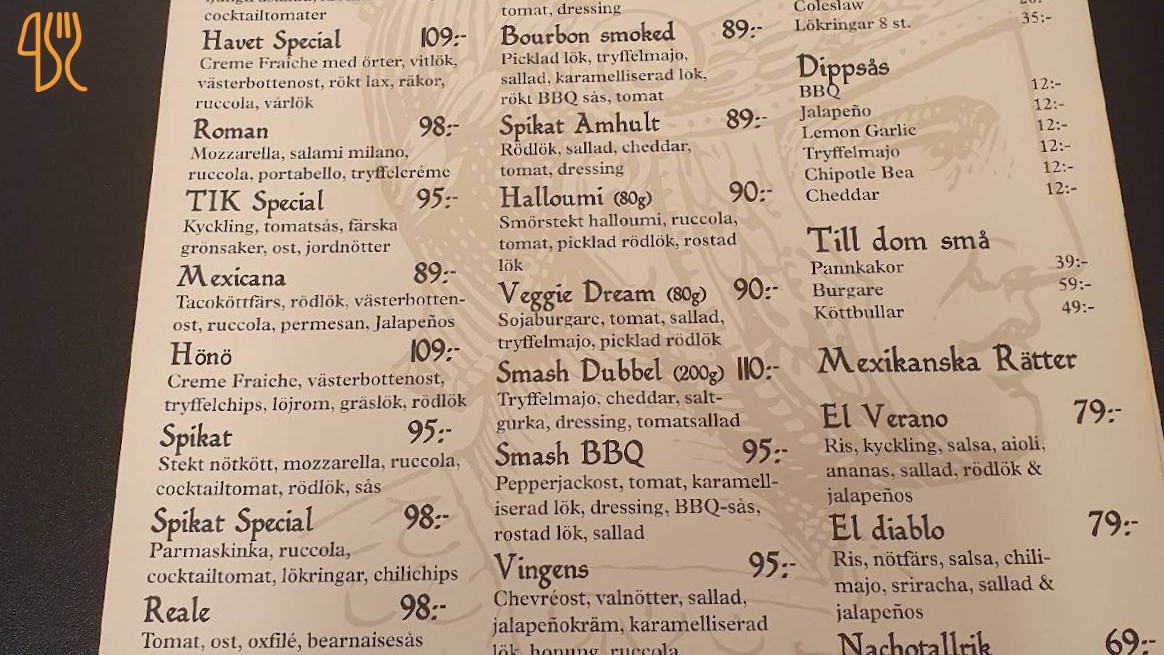 cocktailtomater
Havet Special 109:-
Creme Fraiche med örter, vitlök,
västerbottenost, rökt lax, räkor,
ruccola, vårlök
Roman 98:-
Mozzarella, salami milano,
ruccola, portabello, tryffelcréme
TIK Special 95:-
Kyckling, tomatsås, färska
grönsaker, ost, jordnötter
Mexicana 89:-
Tacoköttfärs, rödlök, västerbotten-
ost, ruccola, permesan, Jalapeños
Hönö 109:-
Creme Fraiche, västerbottenost,
tryffelchips, löjrom, gräslök, rödlök
Spikat 95:-
Stekt nötkött, mozzarella, ruccola,
cocktailtomat, rödlök, sås
Spikat Special 98:-
Parmaskinka, ruccola,
cocktailtomat, lökringar, chilichips
Reale 98:-
Tomat, ost, oxfilé, bearnaisesås
tomat, dressing
Bourbon smoked 89:-
Picklad lök, tryffelmajo,
sallad, karamelliserad lök,
rökt BBQ sås, tomat
Spikat Amhult 89:-
Rödlök, sallad, cheddar,
tomat, dressing
Halloumi (80g) 90:-
Smörstekt halloumi, ruccola,
tomat, picklad rödlök, rostad
lök
Veggie Dream (80g) 90:-
Sojaburgare, tomat, sallad,
tryffelmajo, picklad rödlök
Smash Dubbel (200g) 110:-
Tryffelmajo, cheddar, salt-
gurka, dressing, tomatsallad
Smash BBQ 95:-
Pepperjackost, tomat, karamell-
iserad lök, dressing, BBQ-sås,
rostad lök, sallad
Vingens 95:-
Chevréost, valnötter, sallad,
jalapeñokräm, karamelliserad
lök, honung, ruccola
Coleslaw
Lökringar 8 st. 35:-
Dippsås
BBQ 12:-
Jalapeño 12:-
Lemon Garlic 12:-
Tryffelmajo 12:-
Chipotle Bea 12:-
Cheddar 12:-
Till dom små
Pannkakor 39:-
Burgare 59:-
Köttbullar 49:-
Mexikanska Rätter
El Verano 79:-
Ris, kyckling, salsa, aioli,
ananas, sallad, rödlök &
jalapeños
El diablo 79:-
Ris, nötfärs, salsa, chili-
majo, sriracha, sallad &
jalapeños
Nachotallrik 69:-